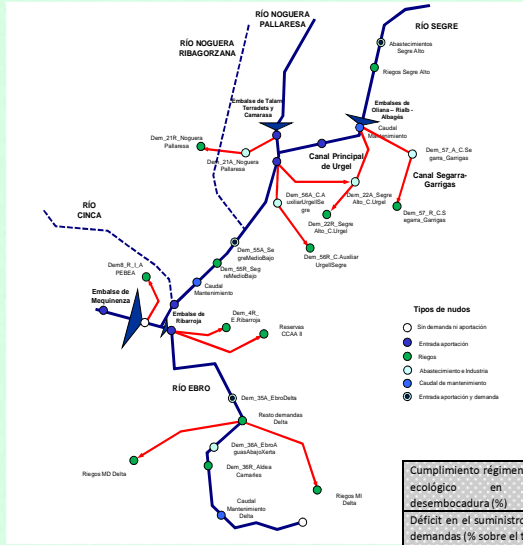 RÍO SEGRE
RÍO NOGUERA
PALLARESA
RÍO NOGUERA
RIBAGORZANA
Abastecimientos
Segre Alto
Riegos Segre Alto
Embalse de Talarn
Terradets y
Camarasa
Embalses de
Oliana – Rialb -
Albagés
Caudal
Mantenimiento
Dem_21R_Noguera
Pallaresa
Dem_21A_Noguera
Pallaresa
Canal Principal
de Urgel
Dem_57_A_C.Se
garra_Garrigas
Canal Segarra-
Garrigas
Dem_56A_C.A
uxiliarUrgellSe
gre
Dem_22A_Segre
Alto_C.Urgel
Dem_22R_Segre
Alto_C.Urgel
Dem_57_R_C.S
egarra_Garrigas
Dem_56R_C.Auxiliar
UrgellSegre
RÍO
CINCA
Dem_55A_Se
greMedioBajo
Dem_55R_Seg
reMedioBajo
Dem8_R_I_A
PEBEA
Caudal
Mantenimiento
Embalse de
Mequinenza
Embalse de
Ribarroja
Dem_4R_
E.Ribarroja
Reservas
CCAA II
Tipos de nudos
Sin demanda ni aportación
Entrada aportación
Riegos
Abastecimiento e Industria
Caudal de mantenimiento
Entrada aportación y demanda
RÍO EBRO
Dem_35A_EbroDelta
Resto demandas
Delta
Dem_36A_EbroA
guasAbajoXerta
Dem_36R_Aldea
Camarles
Riegos MD Delta
Riegos MI
Delta
Caudal
Mantenimiento
Delta
Cumplimiento régimen
ecológico en
desembocadura (%)
Déficit en el suministro
demandas (% sobre el t